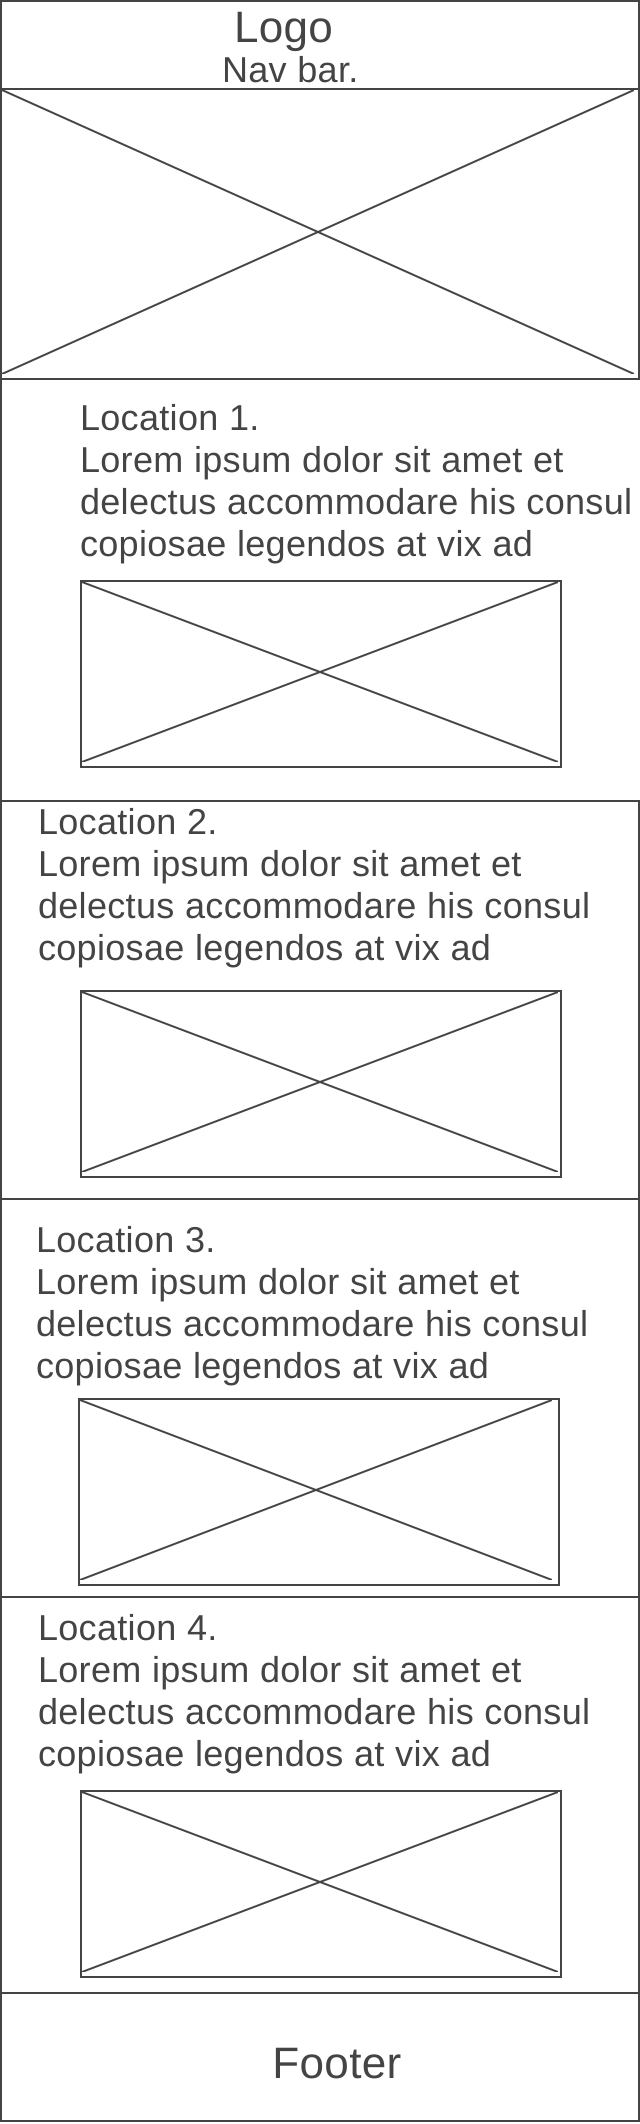 Logo
Nav bar.
Location 1.
Lorem ipsum dolor sit amet et
delectus accommodare his consul
copiosae legendos at vix ad
Location 2.
Lorem ipsum dolor sit amet et
delectus accommodare his consul
copiosae legendos at vix ad
Location 3.
Lorem ipsum dolor sit amet et
delectus accommodare his consul
copiosae legendos at vix ad
Location 4.
Lorem ipsum dolor sit amet et
delectus accommodare his consul
copiosae legendos at vix ad
Footer